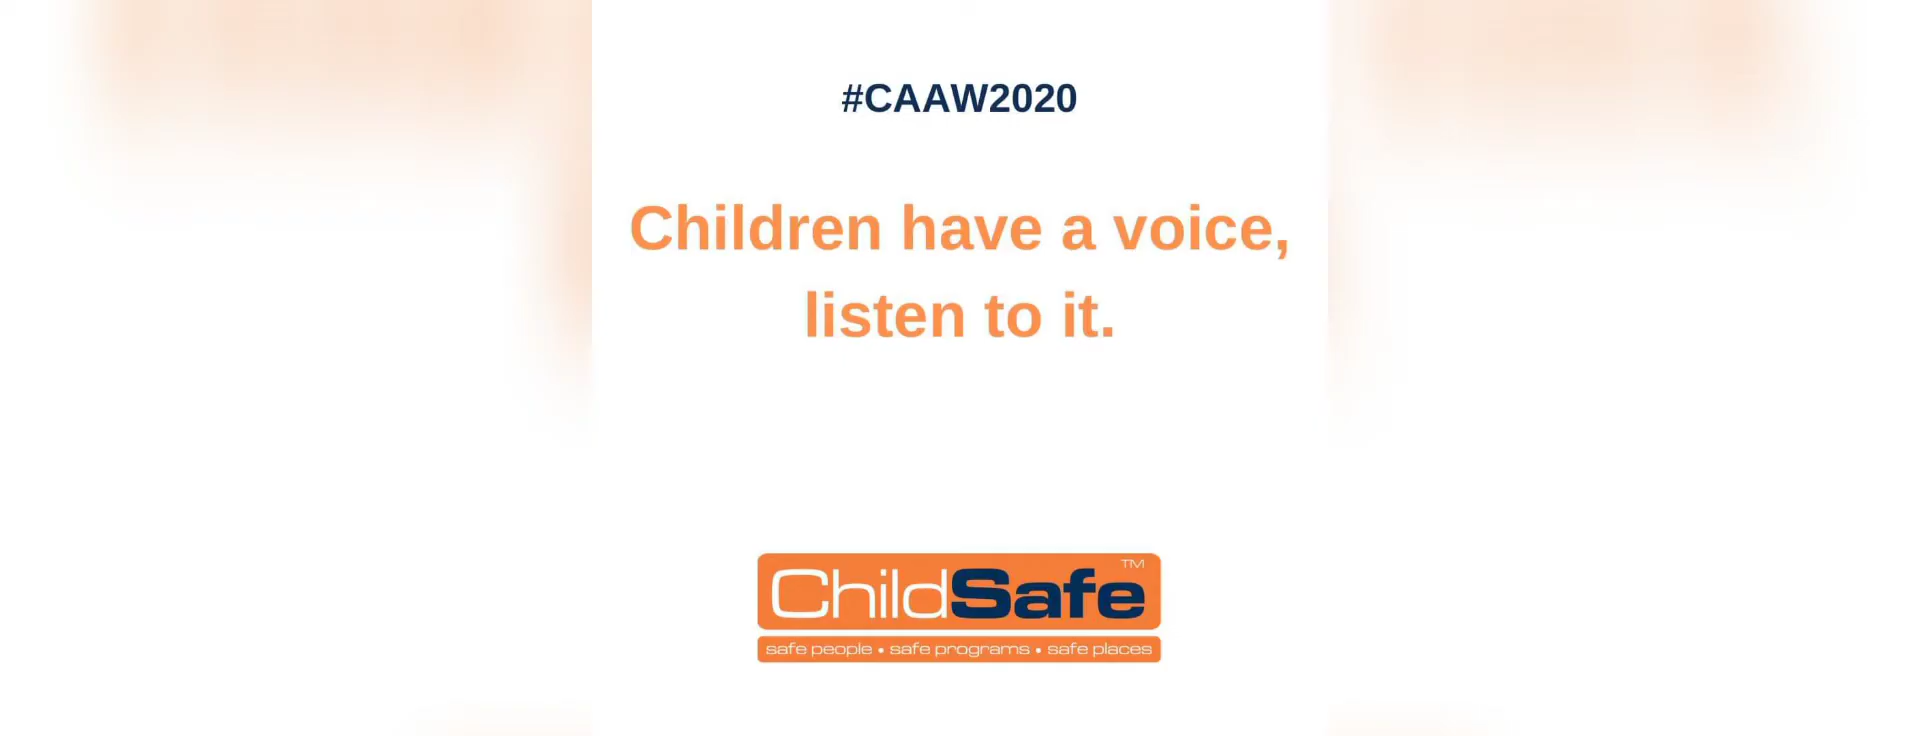 #CAAW2020
Children have a voice,
listen to it.
ChildSafe™
safe people • safe programs • safe places